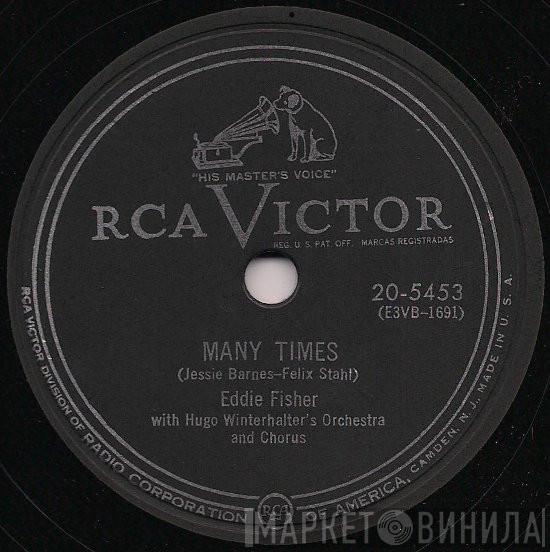 "HIS MASTER'S VOICE"
RCA VICTOR
REG. U. S. PAT. OFF. MARCAS REGISTRADAS
20-5453
(E3VB-1691)
MANY TIMES
(Jessie Barnes-Felix Stahl)
Eddie Fisher
with Hugo Winterhalter's Orchestra
and Chorus
RCA VICTOR DIVISION OF RADIO CORPORATION OF AMERICA, CAMDEN, N. J., MADE IN U. S. A.
RCA
МАРКЕТ ВИНИЛА